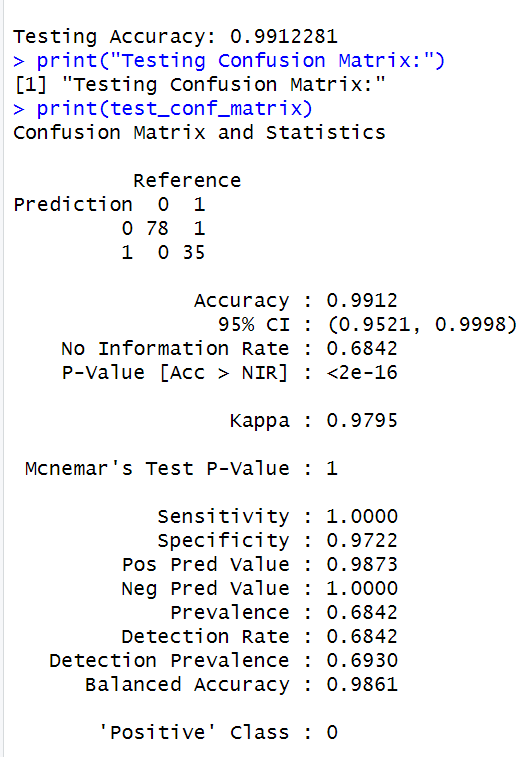 Testing Accuracy: 0.9912281
> print("Testing Confusion Matrix:")
[1] "Testing Confusion Matrix:"
> print(test_conf_matrix)
Confusion Matrix and Statistics
Reference
Prediction 0 1
0 78 1
1 0 35
Accuracy : 0.9912
95% CI : (0.9521, 0.9998)
No Information Rate : 0.6842
P-Value [Acc > NIR] : <2e-16
Kappa : 0.9795
Mcnemar's Test P-Value : 1
Sensitivity : 1.0000
Specificity : 0.9722
Pos Pred Value : 0.9873
Neg Pred Value : 1.0000
Prevalence : 0.6842
Detection Rate : 0.6842
Detection Prevalence : 0.6930
Balanced Accuracy : 0.9861
'Positive' Class : 0